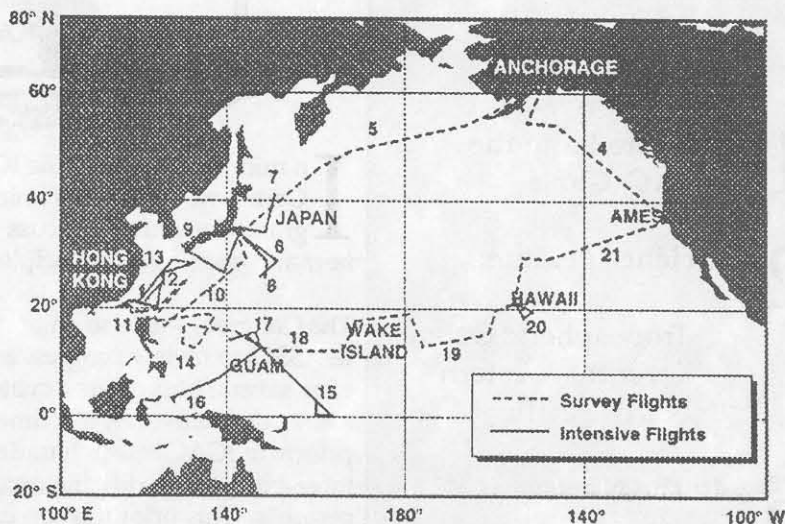 80° N
60°
40°
20°
0°
20° S
100° E
140°
180°
140°
100° W
ANCHORAGE
5
4
7
AMES
JAPAN
9
21
6
HONG
KONG
13
12
8
10
HAWAII
11
17
WAKE
ISLAND
20
18
19
14
GUAM
16
15
Survey Flights
Intensive Flights